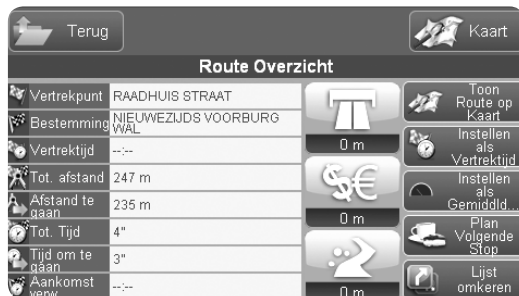 Terug
Kaart
Route Overzicht
Vertrekpunt RAADHUIS STRAAT
Bestemming NIEUWEZIJDS VOORBURG
WAL
Vertrektijd --:--
Tot. afstand 247 m
Afstand te
gaan
235 m
Tot. Tijd 4"
Tijd om te
gaan
3"
Aankomst
verw. --:--
0 m
$€
0 m
0 m
Toon
Route op
Kaart
Instellen
als
Vertrektijd
Instellen
als
Gemiddld...
Plan
Volgende
Stop
Lijst
omkeren